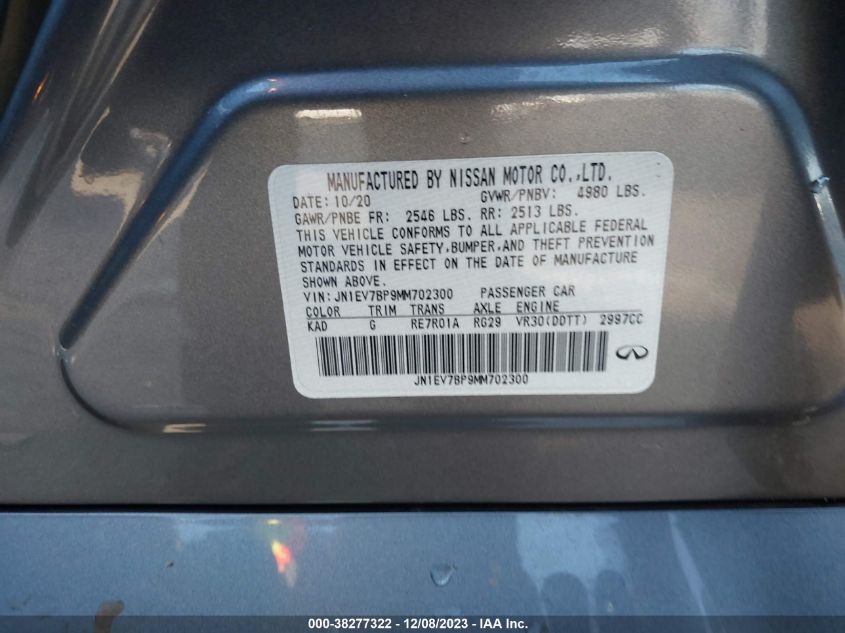 MANUFACTURED BY NISSAN MOTOR CO.,LTD.
DATE: 10/20 GVWR/PNBV: 4980 LBS.
GAWR/PNBE FR: 2546 LBS. RR: 2513 LBS.
THIS VEHICLE CONFORMS TO ALL APPLICABLE FEDERAL
MOTOR VEHICLE SAFETY,BUMPER,AND THEFT PREVENTION
STANDARDS IN EFFECT ON THE DATE OF MANUFACTURE
SHOWN ABOVE.
VIN: JN1EV7BP9MM702300 PASSENGER CAR
COLOR TRIM TRANS AXLE ENGINE
KAD G RE7R01A RG29 VR30(DDTT) 2997CC
JN1EV7BP9MM702300
000-38277322 - 12/08/2023 - IAA Inc.